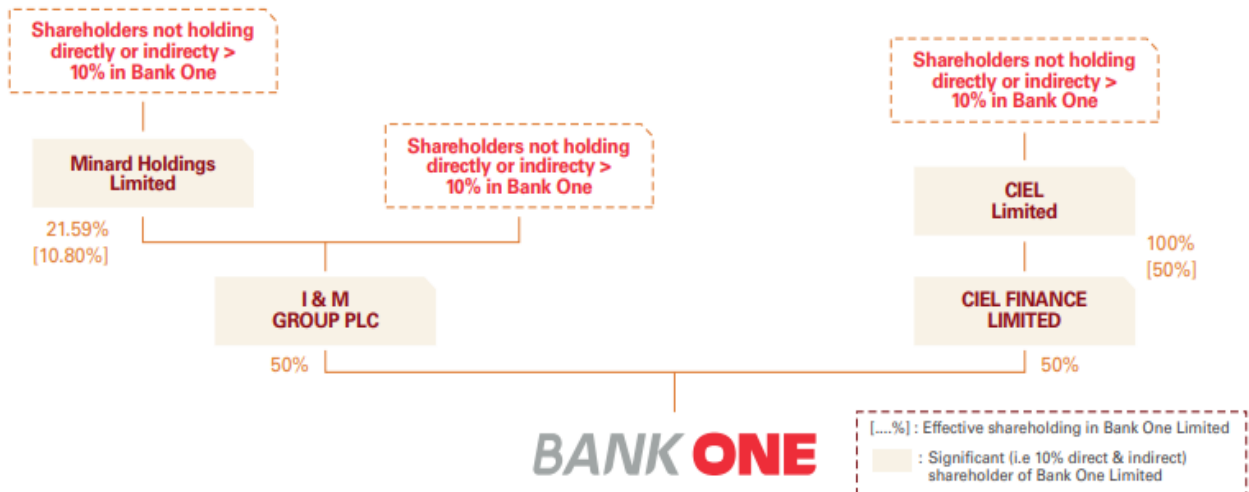 Shareholders not holding
directly or indirecty >
10% in Bank One
Shareholders not holding
directly or indirecty >
10% in Bank One
Minard Holdings
Limited
Shareholders not holding
directly or indirecty >
10% in Bank One
CIEL
Limited
21.59%
[10.80%]
100%
[50%]
I & M
GROUP PLC
CIEL FINANCE
LIMITED
50%
50%
BANK ONE
[....%] : Effective shareholding in Bank One Limited
: Significant (i.e 10% direct & indirect)
shareholder of Bank One Limited